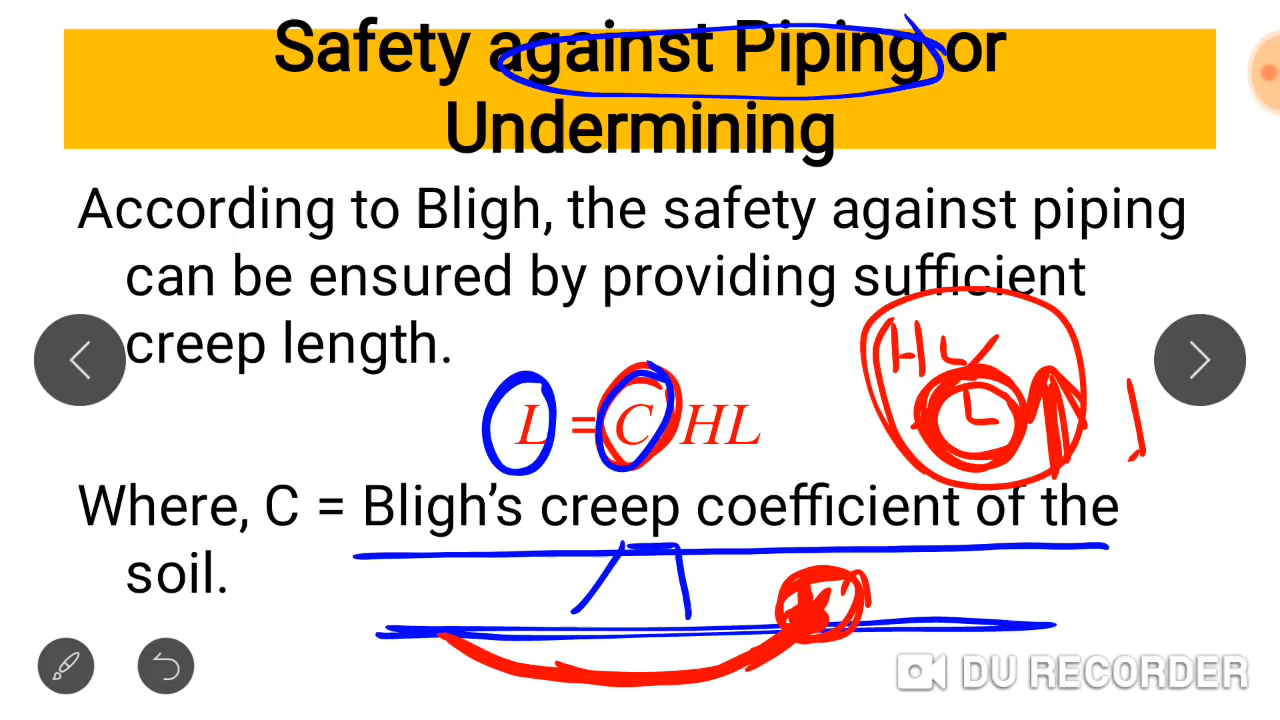 Safety against Piping or
Undermining
According to Bligh, the safety against piping
can be ensured by providing sufficient
creep length.
HL
L
L = C HL
Where, C = Bligh’s creep coefficient of the
soil.
DU RECORDER